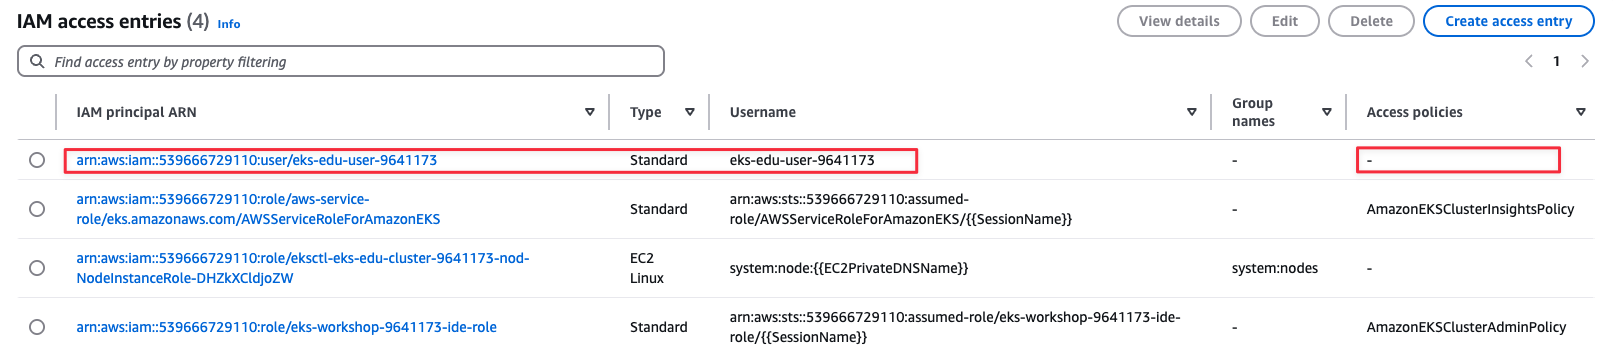 IAM access entries (4) Info
View details
Edit
Delete
Create access entry
Find access entry by property filtering
1
IAM principal ARN
Type
Username
Group names
Access policies
arn:aws:iam::539666729110:user/eks-edu-user-9641173
Standard
eks-edu-user-9641173
-
-
arn:aws:iam::539666729110:role/aws-service-
role/eks.amazonaws.com/AWSServiceRoleForAmazonEKS
Standard
arn:aws:sts::539666729110:assumed-
role/AWSServiceRoleForAmazonEKS/{{SessionName}}
-
AmazonEKSClusterInsightsPolicy
arn:aws:iam::539666729110:role/eksctl-eks-edu-cluster-9641173-nod-
NodeInstanceRole-DHZkXCldjoZW
EC2
Linux
system:node:{{EC2PrivateDNSName}}
system:nodes
-
arn:aws:iam::539666729110:role/eks-workshop-9641173-ide-role
Standard
arn:aws:sts::539666729110:assumed-role/eks-workshop-9641173-ide-
role/{{SessionName}}
-
AmazonEKSClusterAdminPolicy